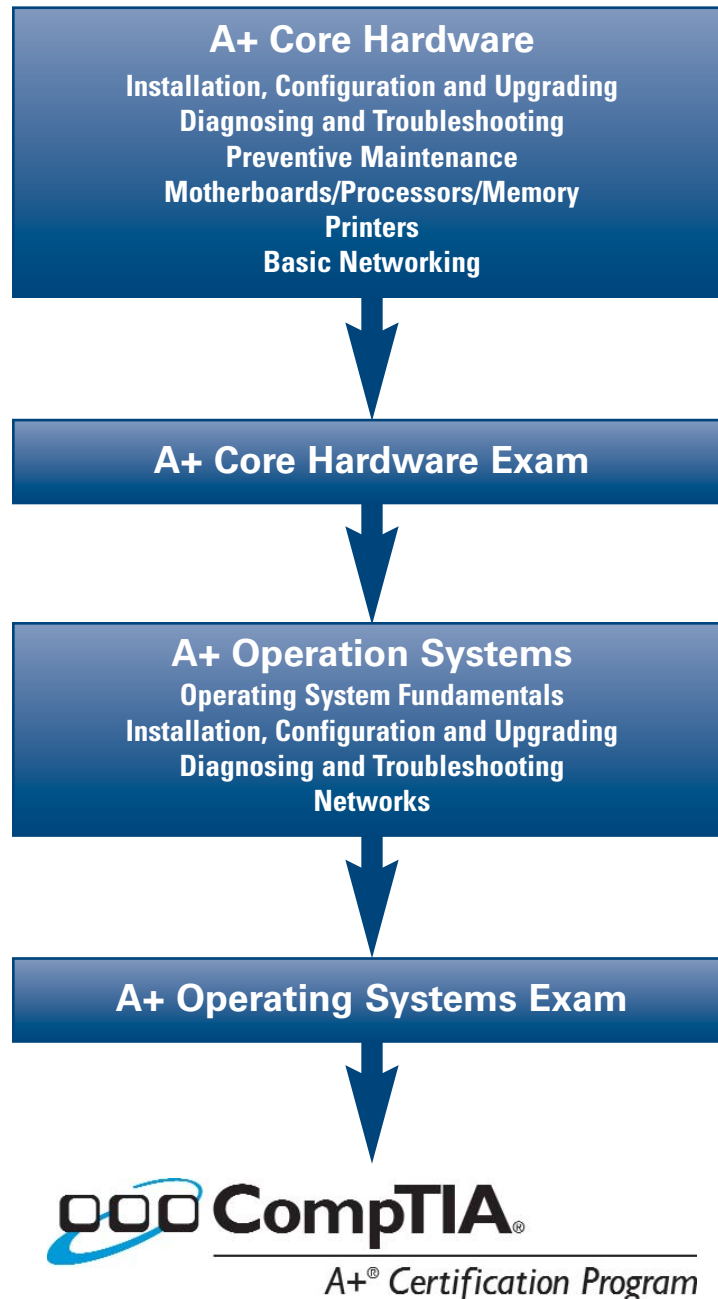 A+ Core Hardware
Installation, Configuration and Upgrading
Diagnosing and Troubleshooting
Preventive Maintenance
Motherboards/Processors/Memory
Printers
Basic Networking
A+ Core Hardware Exam
A+ Operation Systems
Operating System Fundamentals
Installation, Configuration and Upgrading
Diagnosing and Troubleshooting
Networks
A+ Operating Systems Exam
CompTIA®
A+® Certification Program